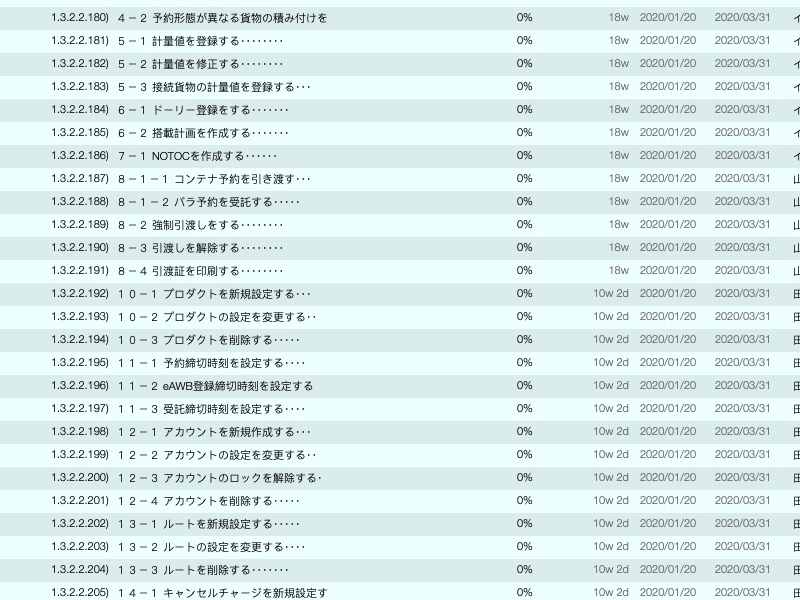 1.3.2.2.180) ４－２ 予約形態が異なる貨物の積み付けを 0% 18w 2020/01/20 2020/03/31
1.3.2.2.181) ５－１ 計量値を登録する‥‥‥‥ 0% 18w 2020/01/20 2020/03/31
1.3.2.2.182) ５－２ 計量値を修正する‥‥‥‥ 0% 18w 2020/01/20 2020/03/31
1.3.2.2.183) ５－３ 接続貨物の計量値を登録する… 0% 18w 2020/01/20 2020/03/31
1.3.2.2.184) ６－１ ドーリー登録をする‥‥‥・ 0% 18w 2020/01/20 2020/03/31
1.3.2.2.185) ６－２ 搭載計画を作成する‥‥‥・ 0% 18w 2020/01/20 2020/03/31
1.3.2.2.186) ７－１ NOTOCを作成する‥‥‥ 0% 18w 2020/01/20 2020/03/31
1.3.2.2.187) ８－１－１ コンテナ予約を引き渡す… 0% 18w 2020/01/20 2020/03/31
1.3.2.2.188) ８－１－２ バラ予約を受託する‥‥・ 0% 18w 2020/01/20 2020/03/31
1.3.2.2.189) ８－２ 強制引渡しをする‥‥‥‥ 0% 18w 2020/01/20 2020/03/31
1.3.2.2.190) ８－３ 引渡しを解除する‥‥‥‥ 0% 18w 2020/01/20 2020/03/31
1.3.2.2.191) ８－４ 引渡証を印刷する‥‥‥‥ 0% 18w 2020/01/20 2020/03/31
1.3.2.2.192) １０－１ プロダクトを新規設定する… 0% 10w 2d 2020/01/20 2020/03/31
1.3.2.2.193) １０－２ プロダクトの設定を変更する‥ 0% 10w 2d 2020/01/20 2020/03/31
1.3.2.2.194) １０－３ プロダクトを削除する‥‥・ 0% 10w 2d 2020/01/20 2020/03/31
1.3.2.2.195) １１－１ 予約締切時刻を設定する‥‥ 0% 10w 2d 2020/01/20 2020/03/31
1.3.2.2.196) １１－２ eAWB登録締切時刻を設定する 0% 10w 2d 2020/01/20 2020/03/31
1.3.2.2.197) １１－３ 受託締切時刻を設定する‥‥ 0% 10w 2d 2020/01/20 2020/03/31
1.3.2.2.198) １２－１ アカウントを新規作成する… 0% 10w 2d 2020/01/20 2020/03/31
1.3.2.2.199) １２－２ アカウントの設定を変更する‥ 0% 10w 2d 2020/01/20 2020/03/31
1.3.2.2.200) １２－３ アカウントのロックを解除する・ 0% 10w 2d 2020/01/20 2020/03/31
1.3.2.2.201) １２－４ アカウントを削除する‥‥・ 0% 10w 2d 2020/01/20 2020/03/31
1.3.2.2.202) １３－１ ルートを新規設定する‥‥・ 0% 10w 2d 2020/01/20 2020/03/31
1.3.2.2.203) １３－２ ルートの設定を変更する‥‥ 0% 10w 2d 2020/01/20 2020/03/31
1.3.2.2.204) １３－３ ルートを削除する‥‥‥・ 0% 10w 2d 2020/01/20 2020/03/31
1.3.2.2.205) １４－１ キャンセルチャージを新規設定す 0% 10w 2d 2020/01/20 2020/03/31